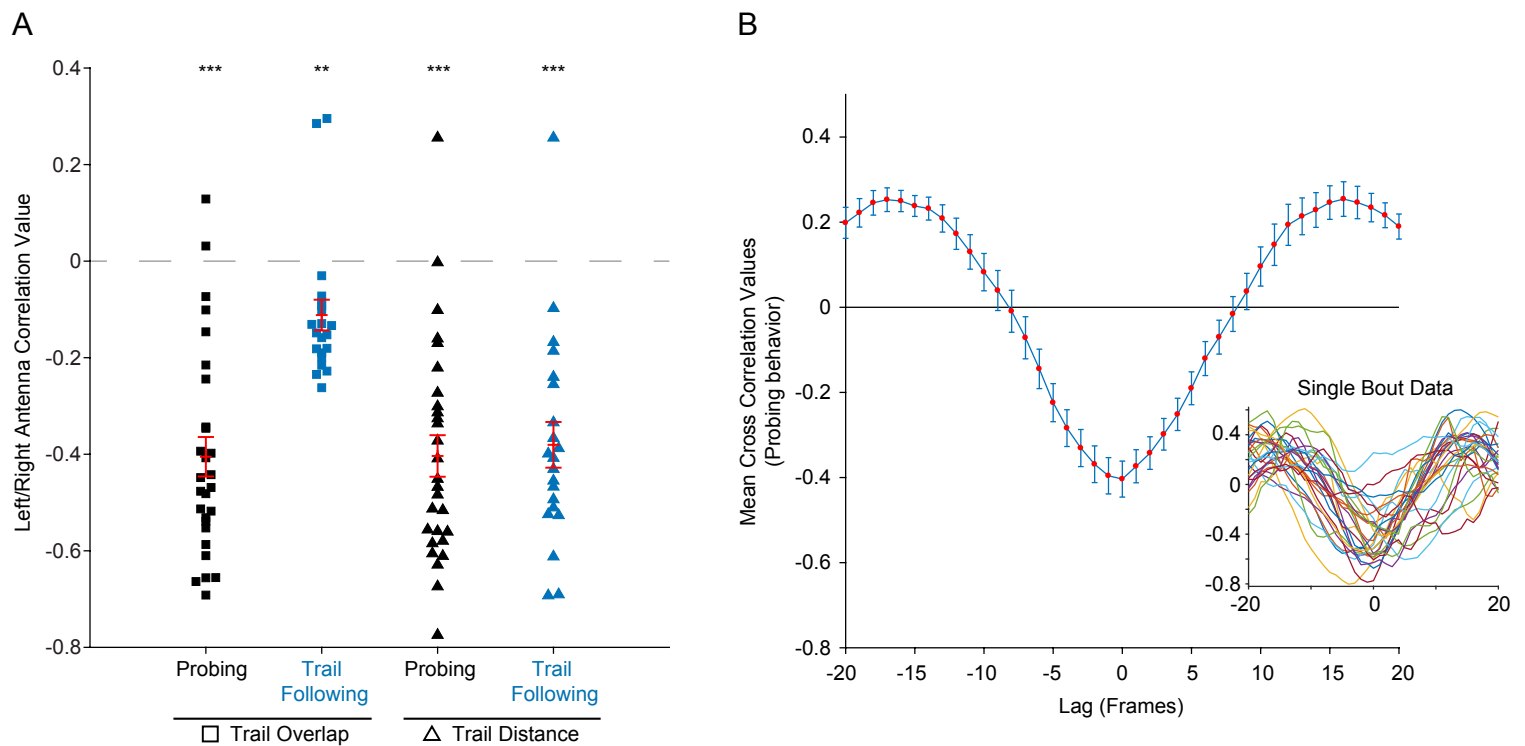 A
Left/Right Antenna Correlation Value
0.4
0.2
0
-0.2
-0.4
-0.6
-0.8
*** ** *** ***
Probing Trail Probing Trail
Following Following
Trail Overlap Trail Distance
B
Mean Cross Correlation Values
(Probing behavior)
0.4
0.2
0
-0.2
-0.4
-0.6
-0.8
-20 -15 -10 -5 0 5 10 15 20
Lag (Frames)
Single Bout Data
0.4
0
-0.4
-0.8
-20 0 20